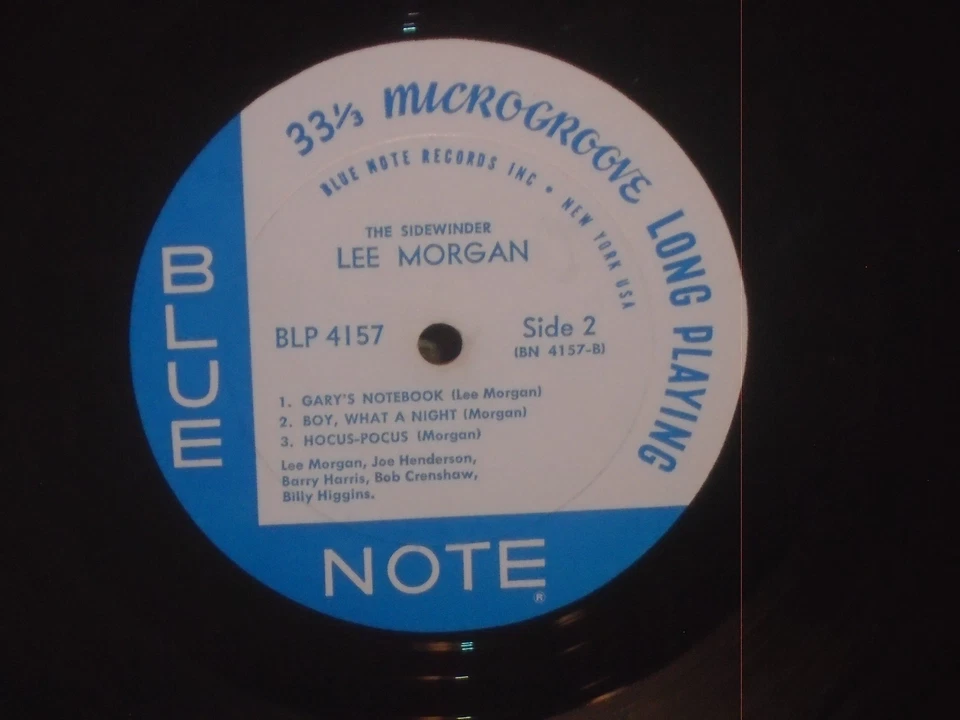 33⅓ MICROGROOVE LONG PLAYING
BLUE NOTE RECORDS INC • NEW YORK USA
THE SIDEWINDER
LEE MORGAN
BLP 4157
Side 2
(BN 4157-B)
1. GARY'S NOTEBOOK (Lee Morgan)
2. BOY, WHAT A NIGHT (Morgan)
3. HOCUS-POCUS (Morgan)
Lee Morgan, Joe Henderson,
Barry Harris, Bob Crenshaw,
Billy Higgins.
BLUE
NOTE®